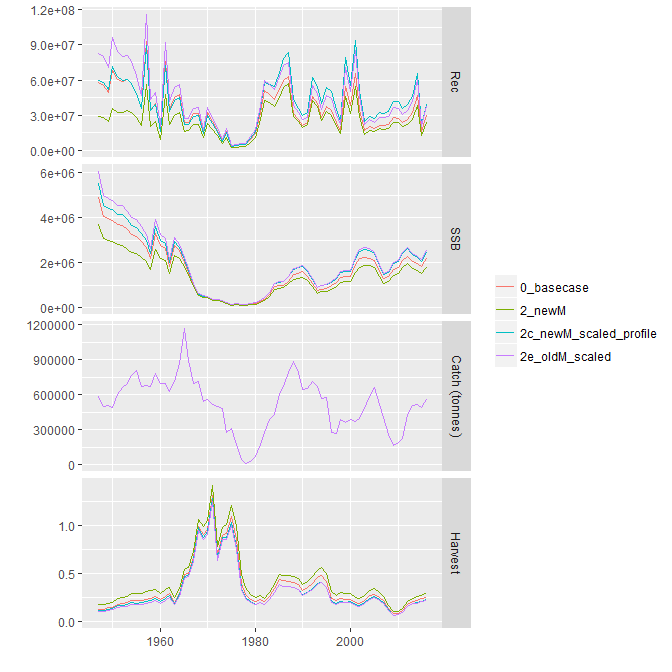 1.2e+08
9.0e+07
6.0e+07
3.0e+07
0.0e+00
Rec
6e+06
4e+06
2e+06
0e+00
SSB
1200000
900000
600000
300000
0
Catch (tonnes)
1.0
0.5
0.0
Harvest
1960
1980
2000
0_basecase
2_newM
2c_newM_scaled_profile
2e_oldM_scaled